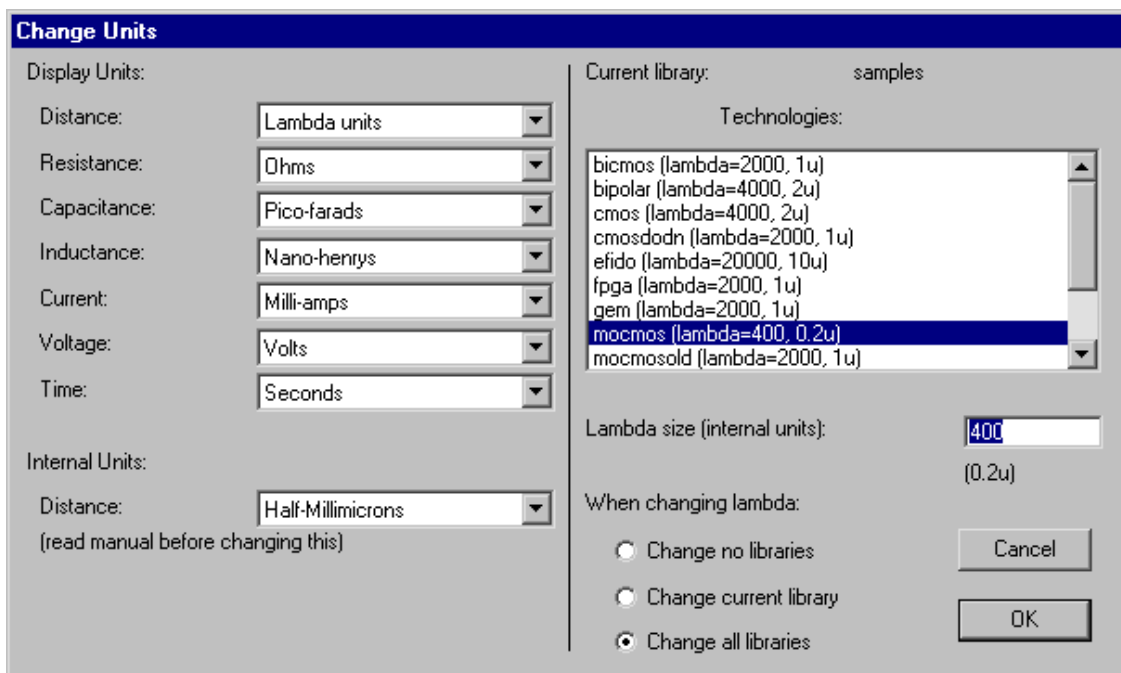 Change Units
Display Units:
Distance: Lambda units
Resistance: Ohms
Capacitance: Pico-farads
Inductance: Nano-henrys
Current: Milli-amps
Voltage: Volts
Time: Seconds
Internal Units:
Distance: Half-Millimicrons
(read manual before changing this)
Current library: samples
Technologies:
bicmos (lambda=2000, 1u)
bipolar (lambda=4000, 2u)
cmos (lambda=4000, 2u)
cmosdodn (lambda=2000, 1u)
efido (lambda=20000, 10u)
fpga (lambda=2000, 1u)
gem (lambda=2000, 1u)
mocmos (lambda=400, 0.2u)
mocmosold (lambda=2000, 1u)
Lambda size (internal units): 400
(0.2u)
When changing lambda:
Change no libraries
Change current library
Change all libraries
Cancel
OK